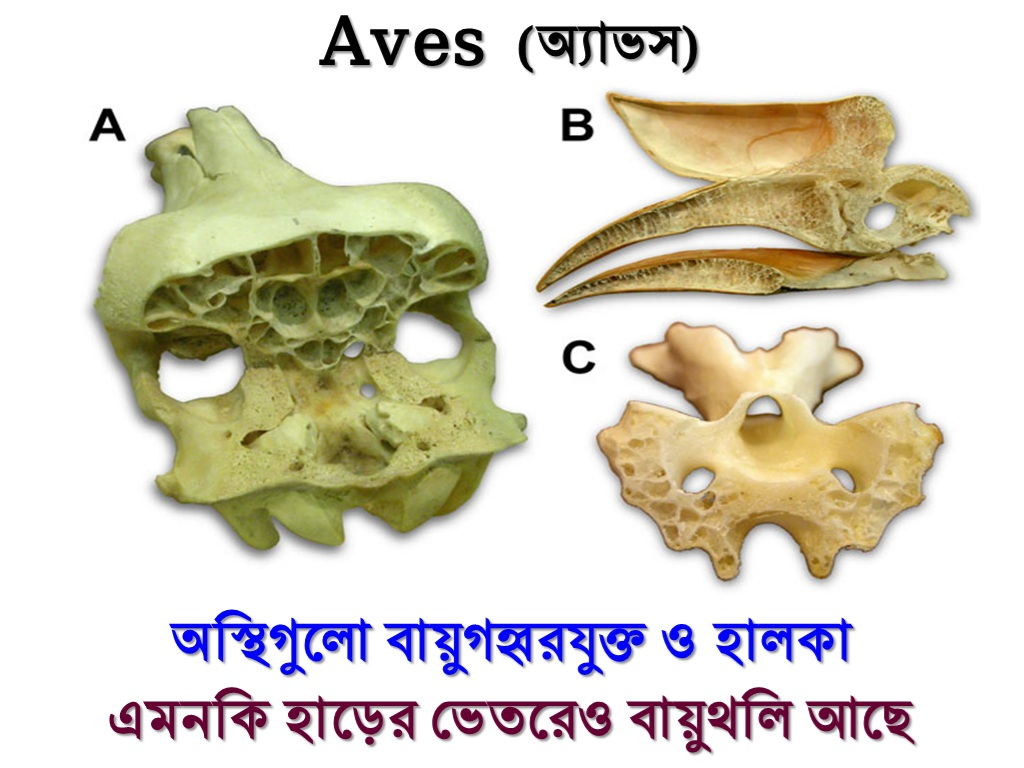 Aves (অ্যাভস)
A
B
C
অস্থিগুলো বায়ুগহ্বরযুক্ত ও হালকা
এমনকি হাড়ের ভেতরেও বায়ুথলি আছে